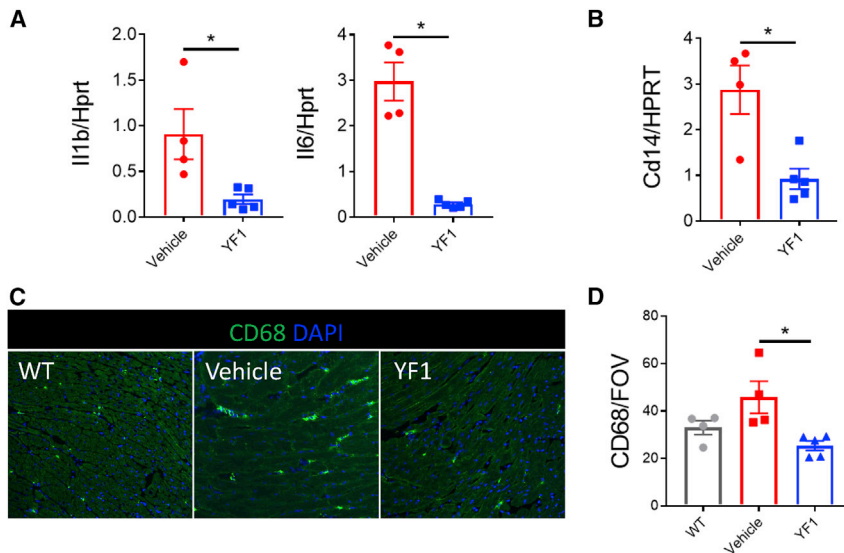 A
Il1b/Hprt
2.0
1.5
1.0
0.5
0.0
*
Vehicle
YF1
Il6/Hprt
4
3
2
1
0
*
Vehicle
YF1
B
Cd14/HPRT
4
3
2
1
0
*
Vehicle
YF1
C
CD68 DAPI
WT
Vehicle
YF1
D
CD68/FOV
80
60
40
20
0
*
WT
Vehicle
YF1